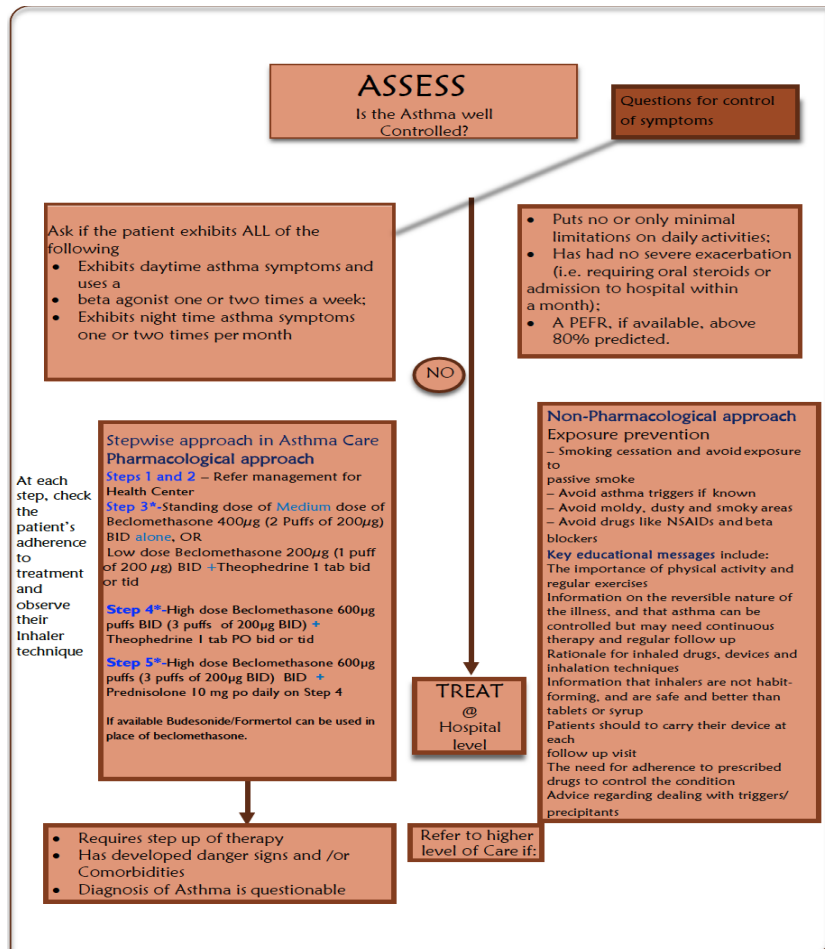 ASSESS
Is the Asthma well
Controlled?
Questions for control
of symptoms
Ask if the patient exhibits ALL of the
following
• Exhibits daytime asthma symptoms and
uses a
• beta agonist one or two times a week;
• Exhibits night time asthma symptoms
one or two times per month
• Puts no or only minimal
limitations on daily activities;
• Has had no severe exacerbation
(i.e. requiring oral steroids or
admission to hospital within
a month);
• A PEFR, if available, above
80% predicted.
NO
At each
step, check
the
patient's
adherence
to
treatment
and
observe
their
Inhaler
technique
Stepwise approach in Asthma Care
Pharmacological approach
Steps 1 and 2 – Refer management for
Health Center
Step 3*-Standing dose of Medium dose of
Beclomethasone 400µg (2 Puffs of 200µg)
BID alone, OR
Low dose Beclomethasone 200µg (1 puff
of 200 µg) BID +Theophedrine 1 tab bid
or tid
Step 4*-High dose Beclomethasone 600µg
puffs BID (3 puffs of 200µg BID) +
Theophedrine 1 tab PO bid or tid
Step 5*-High dose Beclomethasone 600µg
puffs (3 puffs of 200µg BID) BID +
Prednisolone 10 mg po daily on Step 4
If available Budesonide/Formertol can be used in
place of beclomethasone.
TREAT
@
Hospital
level
Non-Pharmacological approach
Exposure prevention
– Smoking cessation and avoid exposure
to
passive smoke
– Avoid asthma triggers if known
– Avoid moldy, dusty and smoky areas
– Avoid drugs like NSAIDs and beta
blockers
Key educational messages include:
The importance of physical activity and
regular exercises
Information on the reversible nature of
the illness, and that asthma can be
controlled but may need continuous
therapy and regular follow up
Rationale for inhaled drugs, devices and
inhalation techniques
Information that inhalers are not habit-
forming, and are safe and better than
tablets or syrup
Patients should to carry their device at
each
follow up visit
The need for adherence to prescribed
drugs to control the condition
Advice regarding dealing with triggers/
precipitants
Refer to higher
level of Care if:
• Requires step up of therapy
• Has developed danger signs and /or
Comorbidities
• Diagnosis of Asthma is questionable